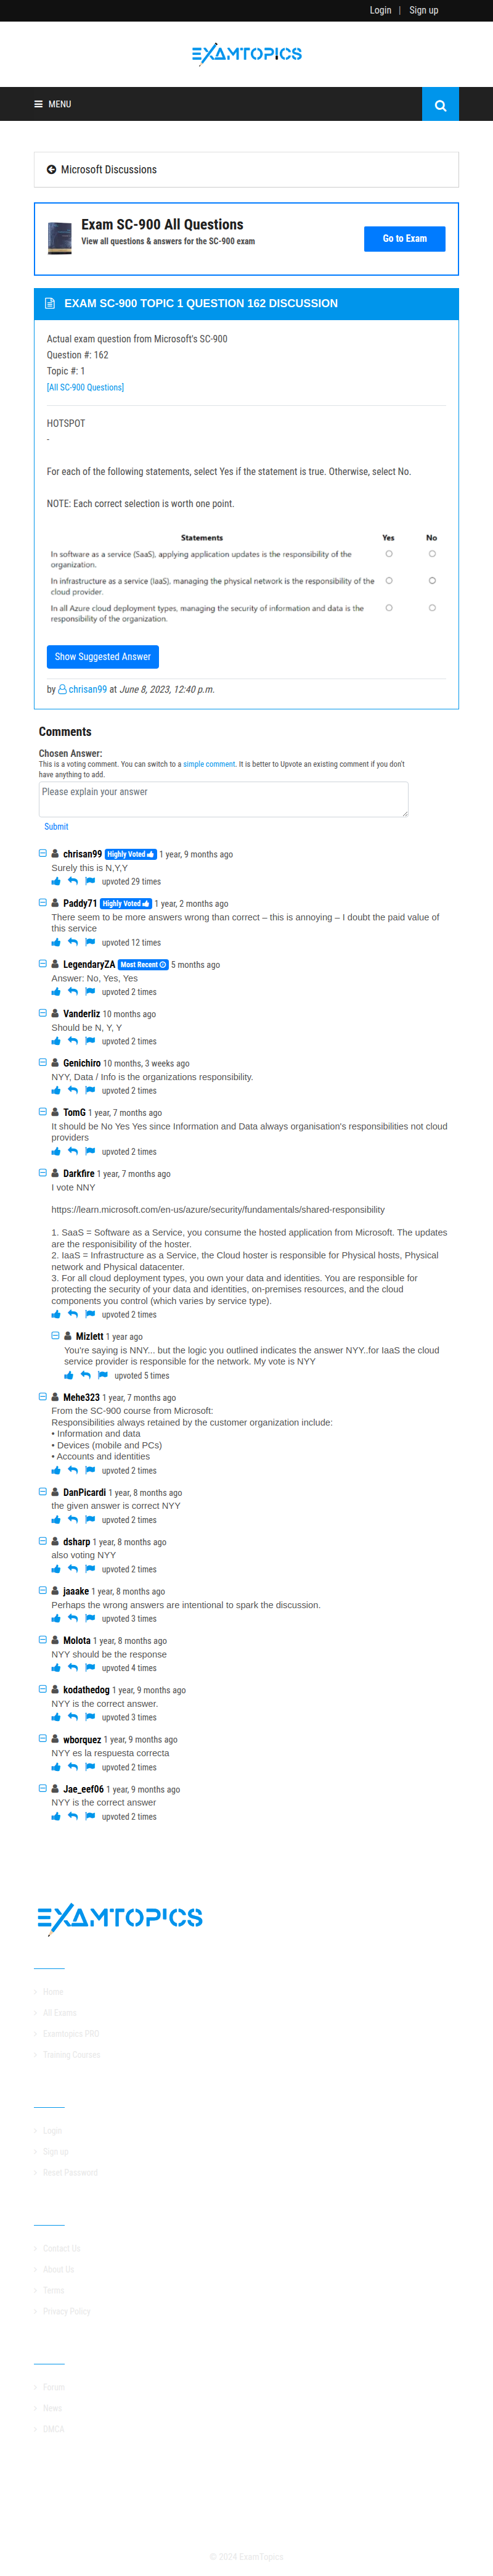 Login | Sign up
EXAMTOPICS
MENU
Microsoft Discussions
Exam SC-900 All Questions
View all questions & answers for the SC-900 exam
Go to Exam
EXAM SC-900 TOPIC 1 QUESTION 162 DISCUSSION
Actual exam question from Microsoft's SC-900
Question #: 162
Topic #: 1
[All SC-900 Questions]
HOTSPOT
-
For each of the following statements, select Yes if the statement is true. Otherwise, select No.
NOTE: Each correct selection is worth one point.
Statements Yes No
In software as a service (SaaS), applying application updates is the responsibility of the
organization.
In infrastructure as a service (IaaS), managing the physical network is the responsibility of the
cloud provider.
In all Azure cloud deployment types, managing the security of information and data is the
responsibility of the organization.
Show Suggested Answer
by chrisan99 at June 8, 2023, 12:40 p.m.
Comments
Chosen Answer:
This is a voting comment. You can switch to a simple comment. It is better to Upvote an existing comment if you don't
have anything to add.
Please explain your answer
Submit
chrisan99 Highly Voted 1 year, 9 months ago
Surely this is N,Y,Y
upvoted 29 times
Paddy71 Highly Voted 1 year, 2 months ago
There seem to be more answers wrong than correct – this is annoying – I doubt the paid value of
this service
upvoted 12 times
LegendaryZA Most Recent 5 months ago
Answer: No, Yes, Yes
upvoted 2 times
Vanderliz 10 months ago
Should be N, Y, Y
upvoted 2 times
Genichiro 10 months, 3 weeks ago
NYY, Data / Info is the organizations responsibility.
upvoted 2 times
TomG 1 year, 7 months ago
It should be No Yes Yes since Information and Data always organisation's responsibilities not cloud
providers
upvoted 2 times
Darkfire 1 year, 7 months ago
I vote NNY
https://learn.microsoft.com/en-us/azure/security/fundamentals/shared-responsibility
1. SaaS = Software as a Service, you consume the hosted application from Microsoft. The updates
are the responisibility of the hoster.
2. IaaS = Infrastructure as a Service, the Cloud hoster is responsible for Physical hosts, Physical
network and Physical datacenter.
3. For all cloud deployment types, you own your data and identities. You are responsible for
protecting the security of your data and identities, on-premises resources, and the cloud
components you control (which varies by service type).
upvoted 2 times
Mizlett 1 year ago
You're saying is NNY... but the logic you outlined indicates the answer NYY..for IaaS the cloud
service provider is responsible for the network. My vote is NYY
upvoted 5 times
Mehe323 1 year, 7 months ago
From the SC-900 course from Microsoft:
Responsibilities always retained by the customer organization include:
• Information and data
• Devices (mobile and PCs)
• Accounts and identities
upvoted 2 times
DanPicardi 1 year, 8 months ago
the given answer is correct NYY
upvoted 2 times
dsharp 1 year, 8 months ago
also voting NYY
upvoted 2 times
jaaake 1 year, 8 months ago
Perhaps the wrong answers are intentional to spark the discussion.
upvoted 3 times
Molota 1 year, 8 months ago
NYY should be the response
upvoted 4 times
kodathedog 1 year, 9 months ago
NYY is the correct answer.
upvoted 3 times
wborquez 1 year, 9 months ago
NYY es la respuesta correcta
upvoted 2 times
Jae_eef06 1 year, 9 months ago
NYY is the correct answer
upvoted 2 times
EXAMTOPICS
Home
All Exams
Examtopics PRO
Training Courses
Login
Sign up
Reset Password
Contact Us
About Us
Terms
Privacy Policy
Forum
News
DMCA
© 2024 ExamTopics